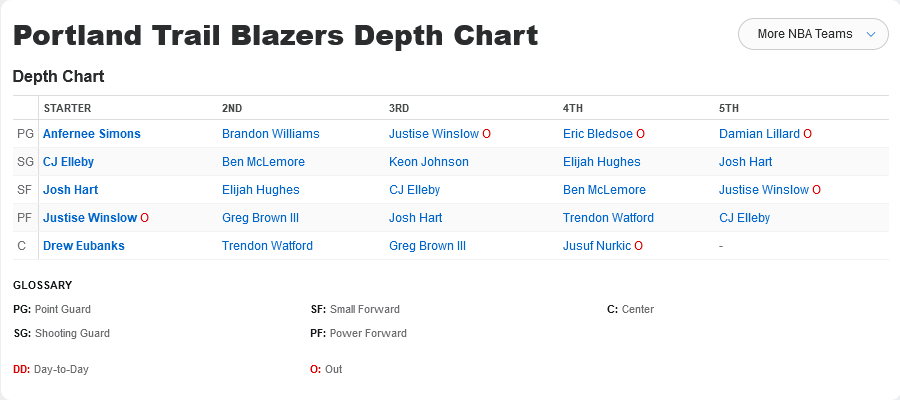 Portland Trail Blazers Depth Chart
More NBA Teams
Depth Chart
STARTER 2ND 3RD 4TH 5TH
PG Anfernee Simons Brandon Williams Justise Winslow O Eric Bledsoe O Damian Lillard O
SG CJ Elleby Ben McLemore Keon Johnson Elijah Hughes Josh Hart
SF Josh Hart Elijah Hughes CJ Elleby Ben McLemore Justise Winslow O
PF Justise Winslow O Greg Brown III Josh Hart Trendon Watford CJ Elleby
C Drew Eubanks Trendon Watford Greg Brown III Jusuf Nurkic O -
GLOSSARY
PG: Point Guard SF: Small Forward C: Center
SG: Shooting Guard PF: Power Forward
DD: Day-to-Day O: Out